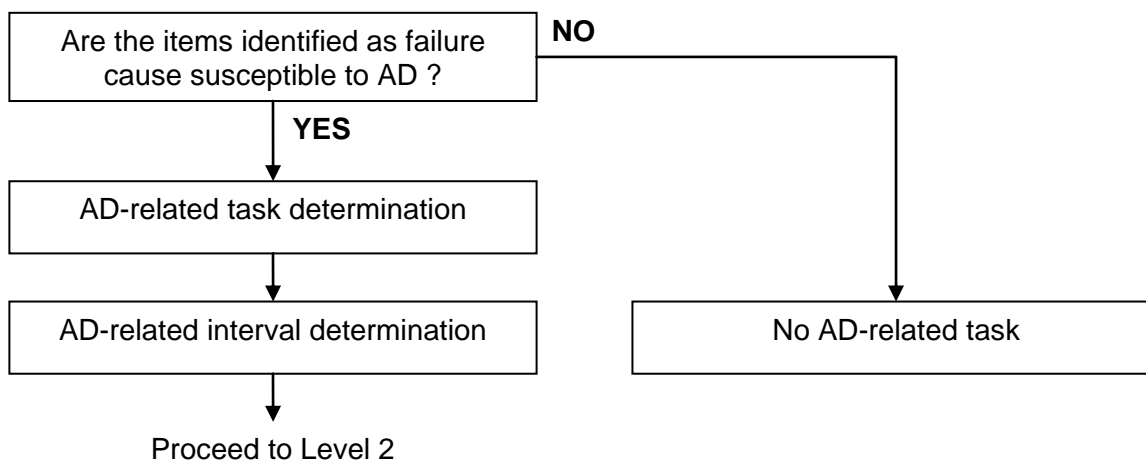 Are the items identified as failure
cause susceptible to AD ?
NO
YES
AD-related task determination
AD-related interval determination
No AD-related task
Proceed to Level 2